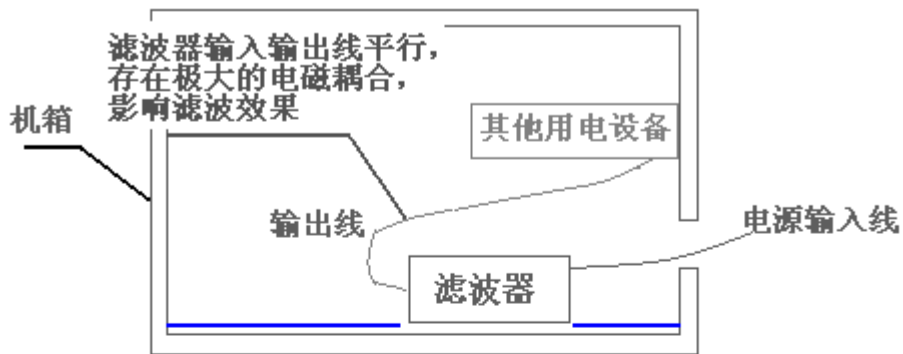 滤波器输入输出线平行，
存在极大的电磁耦合，
影响滤波效果
机箱
其他用电设备
输出线
电源输入线
滤波器